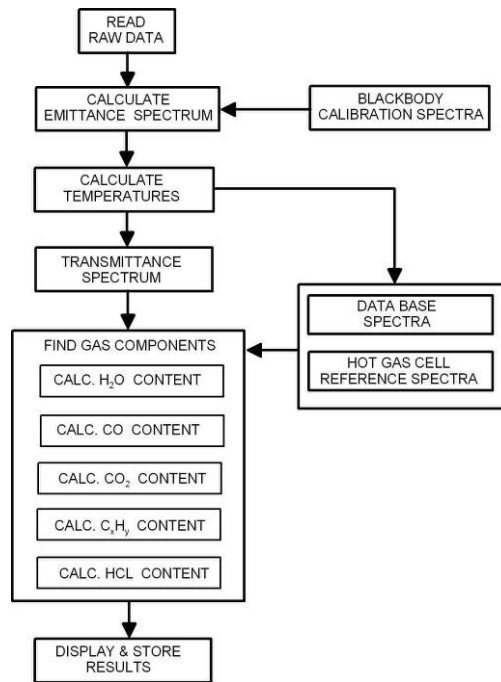 READ
RAW DATA
CALCULATE
EMITTANCE SPECTRUM
BLACKBODY
CALIBRATION SPECTRA
CALCULATE
TEMPERATURES
TRANSMITTANCE
SPECTRUM
DATA BASE
SPECTRA
HOT GAS CELL
REFERENCE SPECTRA
FIND GAS COMPONENTS
CALC. H₂O CONTENT
CALC. CO CONTENT
CALC. CO₂ CONTENT
CALC. CₓHᵧ CONTENT
CALC. HCL CONTENT
DISPLAY & STORE
RESULTS